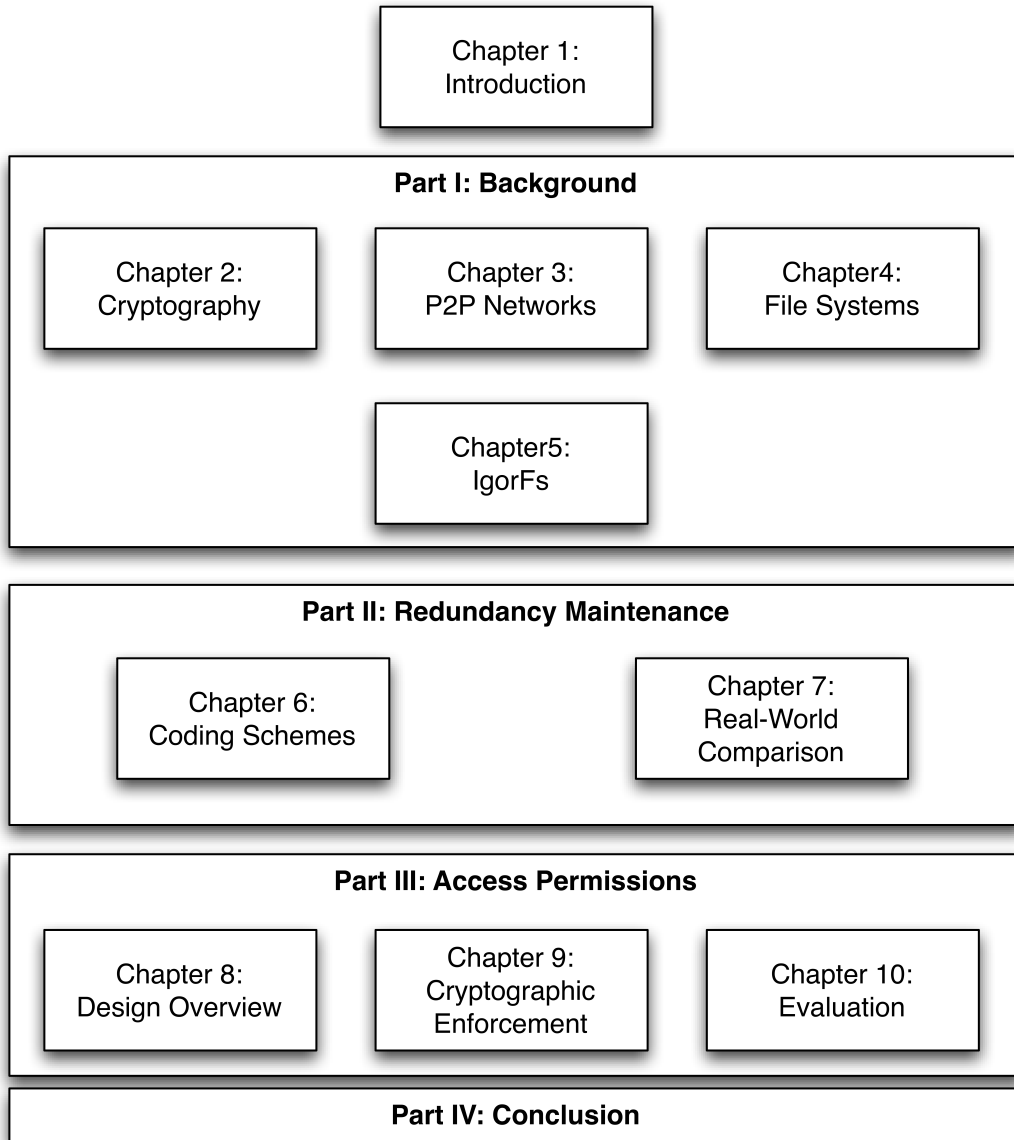 Chapter 1:
Introduction
Part I: Background
Chapter 2:
Cryptography
Chapter 3:
P2P Networks
Chapter4:
File Systems
Chapter5:
IgorFs
Part II: Redundancy Maintenance
Chapter 6:
Coding Schemes
Chapter 7:
Real-World
Comparison
Part III: Access Permissions
Chapter 8:
Design Overview
Chapter 9:
Cryptographic
Enforcement
Chapter 10:
Evaluation
Part IV: Conclusion